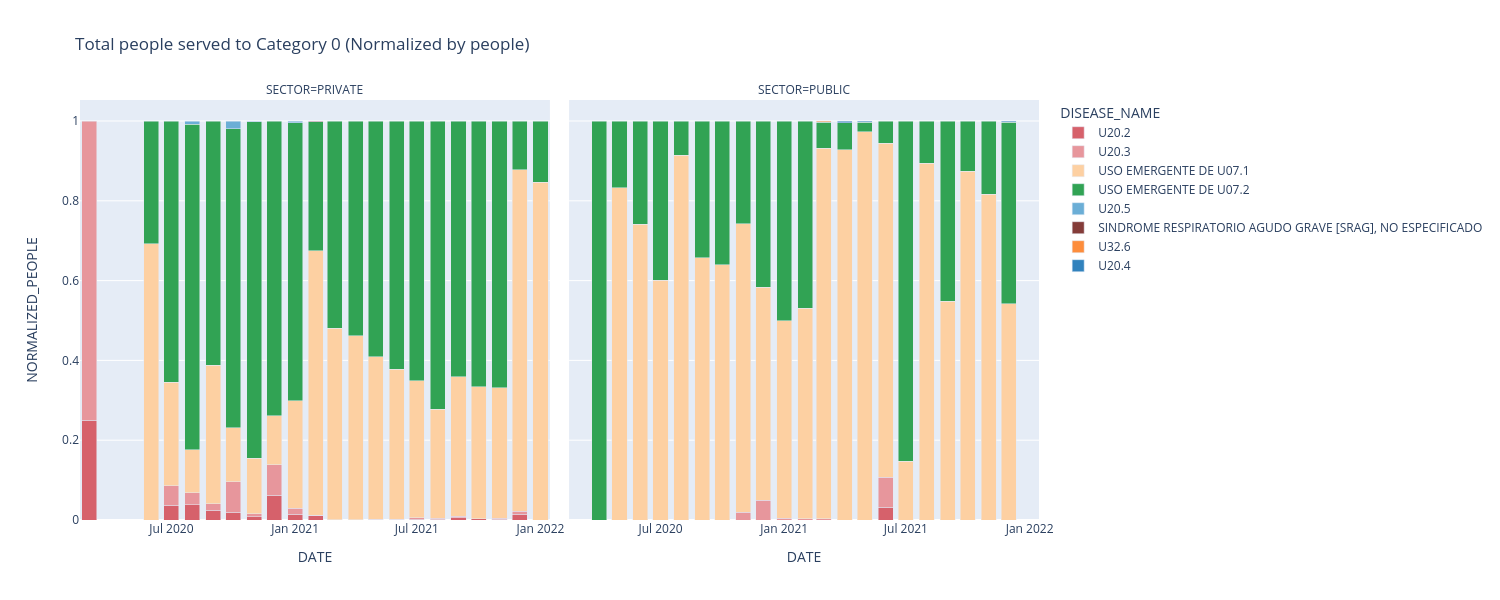 Total people served to Category 0 (Normalized by people)
SECTOR=PRIVATE
SECTOR=PUBLIC
NORMALIZED_PEOPLE
1
0.8
0.6
0.4
0.2
0
Jul 2020
Jan 2021
Jul 2021
Jan 2022
Jul 2020
Jan 2021
Jul 2021
Jan 2022
DATE
DATE
DISEASE_NAME
U20.2
U20.3
USO EMERGENTE DE U07.1
USO EMERGENTE DE U07.2
U20.5
SINDROME RESPIRATORIO AGUDO GRAVE [SRAG], NO ESPECIFICADO
U32.6
U20.4